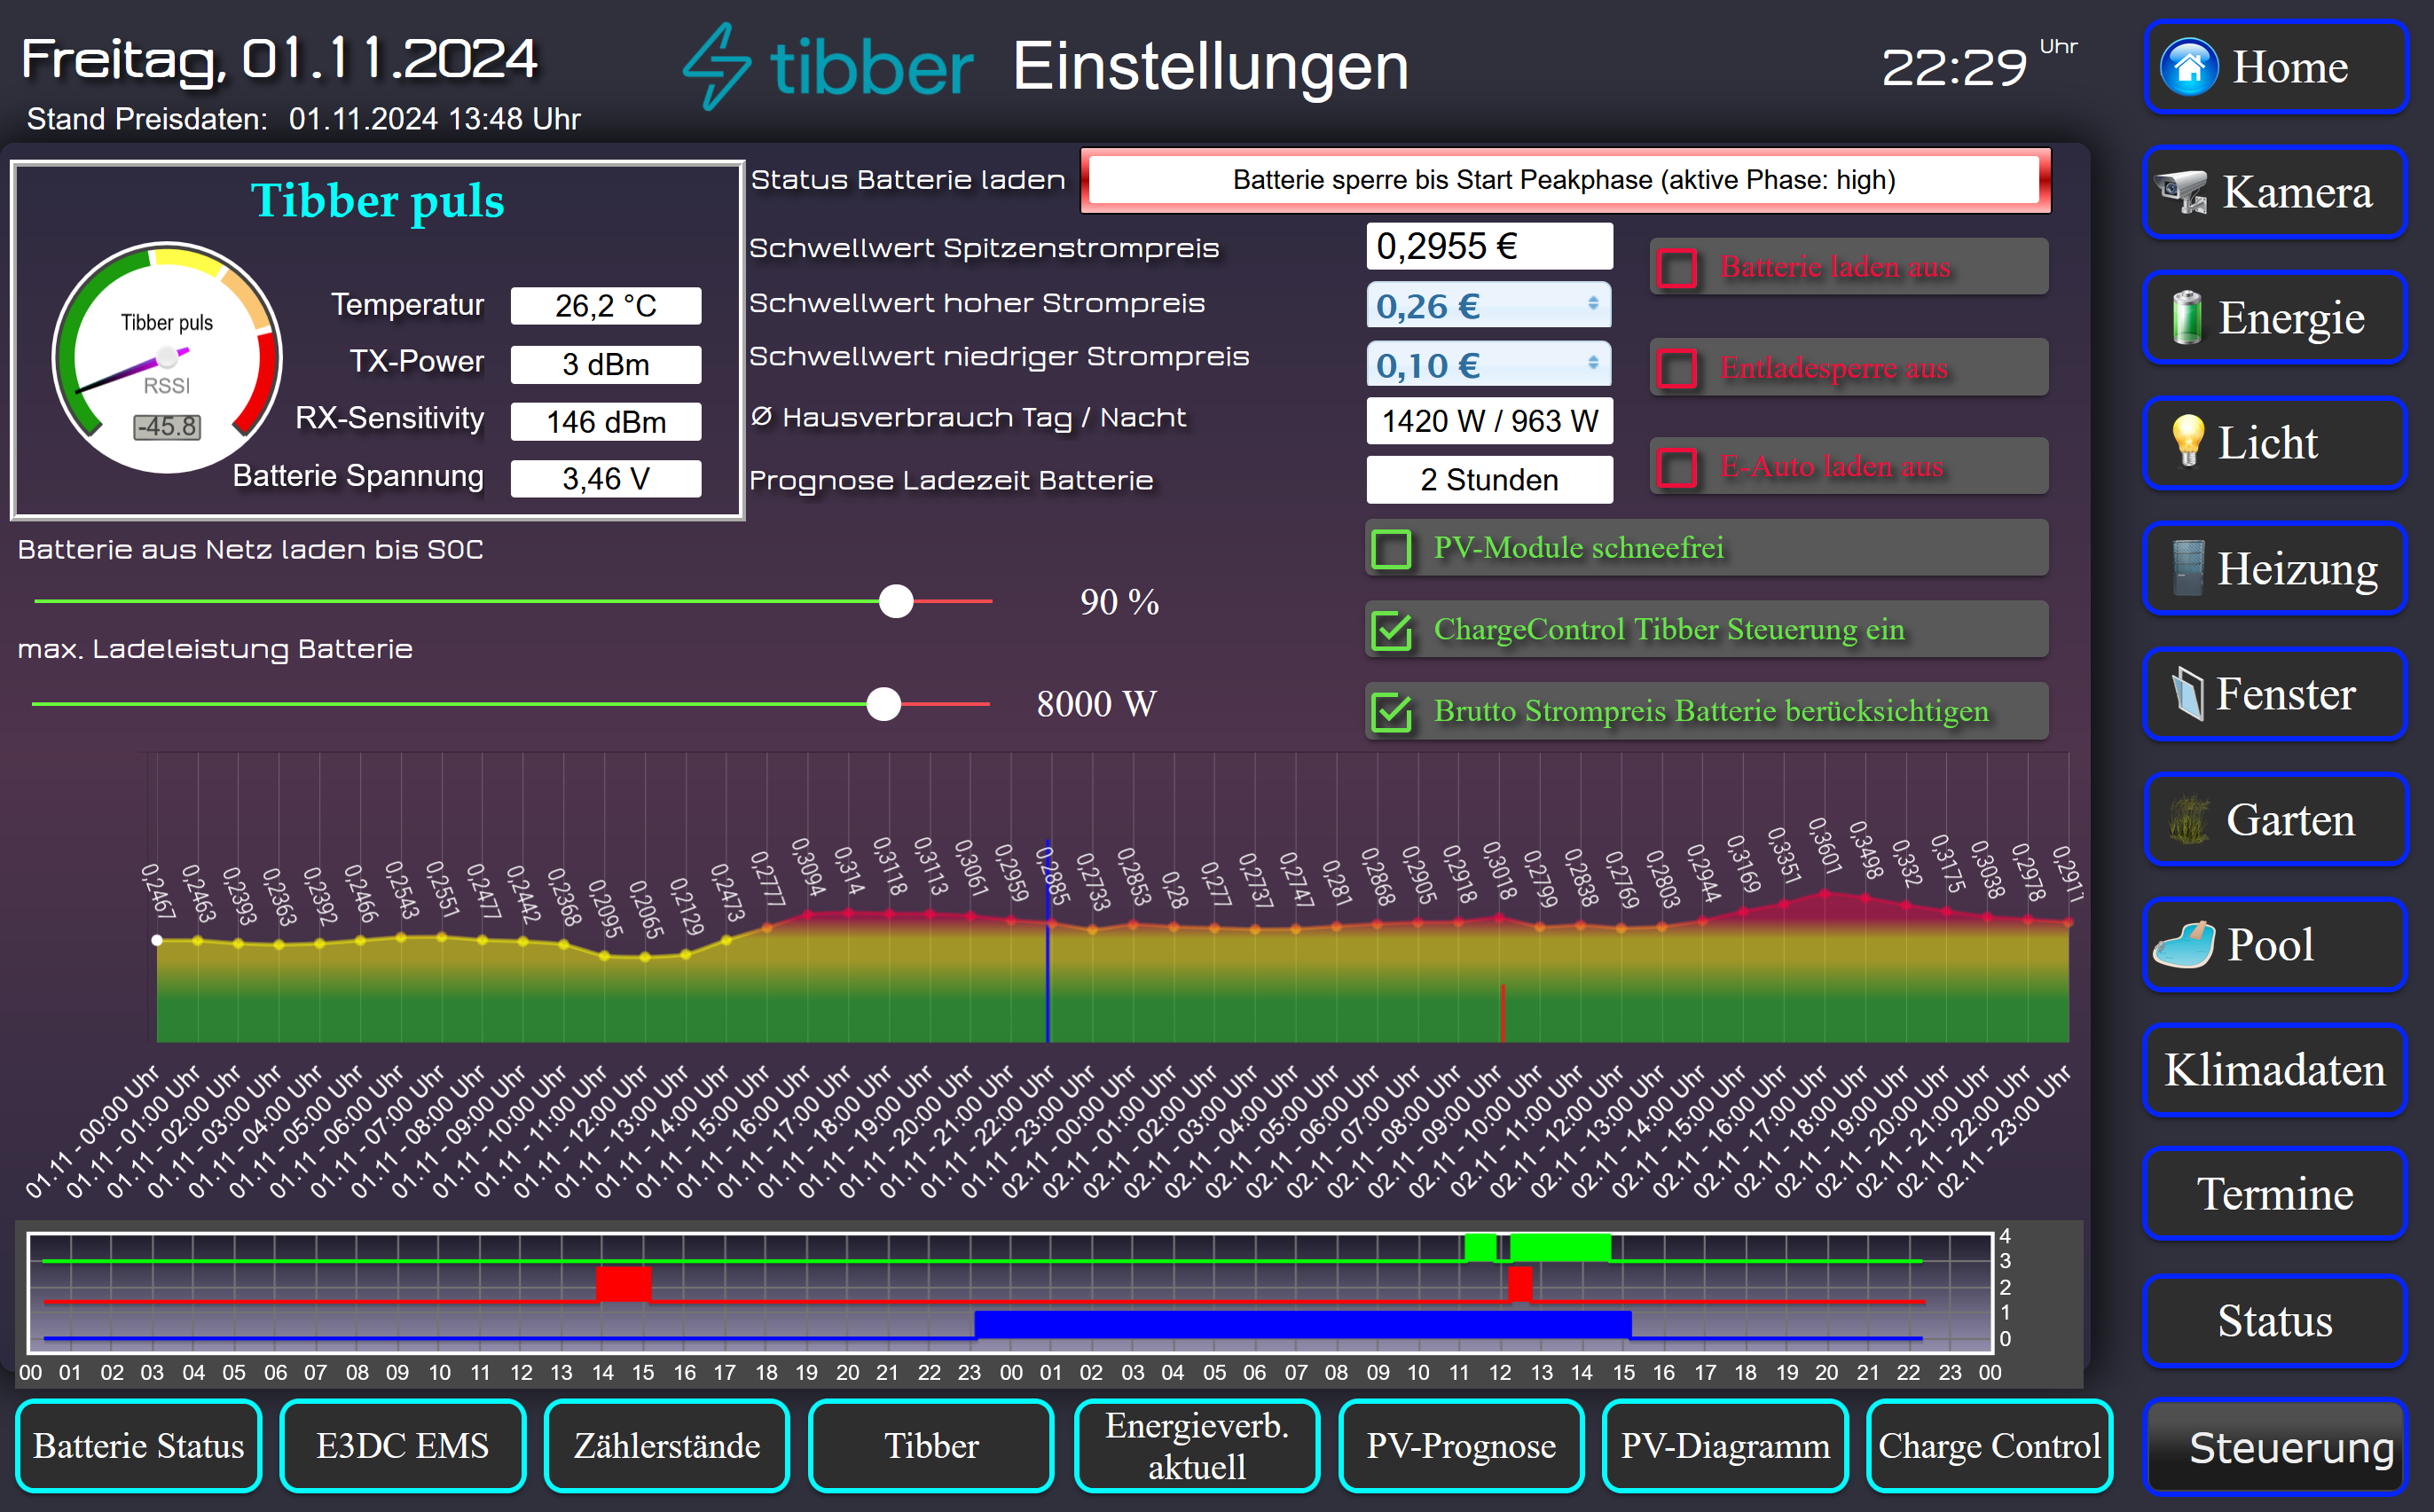 Freitag, 01.11.2024
Stand Preisdaten: 01.11.2024 13:48 Uhr
tibber Einstellungen
22:29 Uhr
Tibber puls
Tibber puls
RSSI
-45.8
Temperatur 26,2 °C
TX-Power 3 dBm
RX-Sensitivity 146 dBm
Batterie Spannung 3,46 V
Status Batterie laden Batterie sperre bis Start Peakphase (aktive Phase: high)
Schwellwert Spitzenstrompreis 0,2955 €
Schwellwert hoher Strompreis 0,26 €
Schwellwert niedriger Strompreis 0,10 €
Ø Hausverbrauch Tag / Nacht 1420 W / 963 W
Prognose Ladezeit Batterie 2 Stunden
Batterie laden aus
Entladesperre aus
E-Auto laden aus
PV-Module schneefrei
ChargeControl Tibber Steuerung ein
Brutto Strompreis Batterie berücksichtigen
Batterie aus Netz laden bis SOC
90 %
max. Ladeleistung Batterie
8000 W
0,2467 0,2463 0,2393 0,2363 0,2392 0,2466 0,2543 0,2551 0,2477 0,2442 0,2368 0,2095 0,2065 0,2129 0,2473 0,2777 0,3094 0,314 0,3118 0,3113 0,3061 0,2959 0,2885 0,2733 0,2853 0,28 0,277 0,2737 0,2747 0,281 0,2868 0,2905 0,2918 0,3018 0,2799 0,2838 0,2769 0,2803 0,2944 0,3169 0,3351 0,3601 0,3498 0,332 0,3175 0,3038 0,2978 0,2911
01.11 - 00:00 Uhr
01.11 - 01:00 Uhr
01.11 - 02:00 Uhr
01.11 - 03:00 Uhr
01.11 - 04:00 Uhr
01.11 - 05:00 Uhr
01.11 - 06:00 Uhr
01.11 - 07:00 Uhr
01.11 - 08:00 Uhr
01.11 - 09:00 Uhr
01.11 - 10:00 Uhr
01.11 - 11:00 Uhr
01.11 - 12:00 Uhr
01.11 - 13:00 Uhr
01.11 - 14:00 Uhr
01.11 - 15:00 Uhr
01.11 - 16:00 Uhr
01.11 - 17:00 Uhr
01.11 - 18:00 Uhr
01.11 - 19:00 Uhr
01.11 - 20:00 Uhr
01.11 - 21:00 Uhr
01.11 - 22:00 Uhr
01.11 - 23:00 Uhr
02.11 - 00:00 Uhr
02.11 - 01:00 Uhr
02.11 - 02:00 Uhr
02.11 - 03:00 Uhr
02.11 - 04:00 Uhr
02.11 - 05:00 Uhr
02.11 - 06:00 Uhr
02.11 - 07:00 Uhr
02.11 - 08:00 Uhr
02.11 - 09:00 Uhr
02.11 - 10:00 Uhr
02.11 - 11:00 Uhr
02.11 - 12:00 Uhr
02.11 - 13:00 Uhr
02.11 - 14:00 Uhr
02.11 - 15:00 Uhr
02.11 - 16:00 Uhr
02.11 - 17:00 Uhr
02.11 - 18:00 Uhr
02.11 - 19:00 Uhr
02.11 - 20:00 Uhr
02.11 - 21:00 Uhr
02.11 - 22:00 Uhr
02.11 - 23:00 Uhr
4
3
2
1
0
00 01 02 03 04 05 06 07 08 09 10 11 12 13 14 15 16 17 18 19 20 21 22 23 00 01 02 03 04 05 06 07 08 09 10 11 12 13 14 15 16 17 18 19 20 21 22 23 00
Batterie Status
E3DC EMS
Zählerstände
Tibber
Energieverb.
aktuell
PV-Prognose
PV-Diagramm
Charge Control
Home
Kamera
Energie
Licht
Heizung
Fenster
Garten
Pool
Klimadaten
Termine
Status
Steuerung